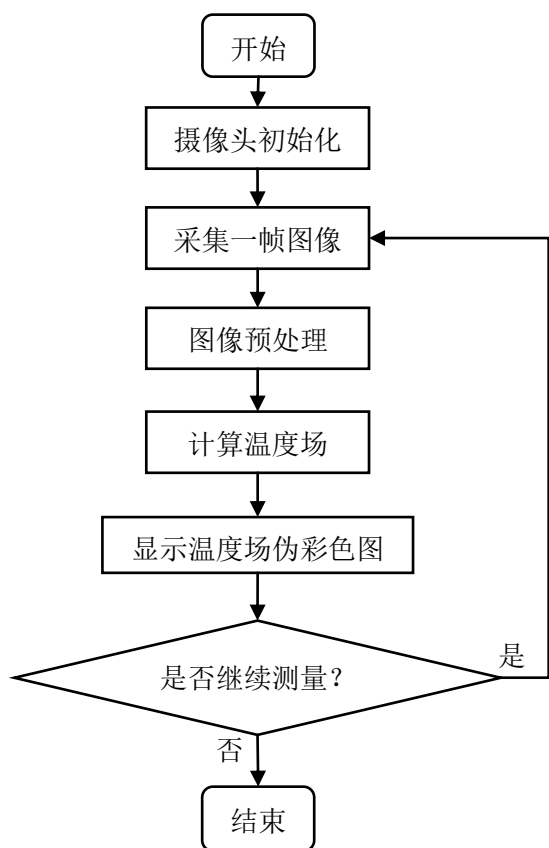 开始
摄像头初始化
采集一帧图像
图像预处理
计算温度场
显示温度场伪彩色图
是否继续测量？
是
否
结束